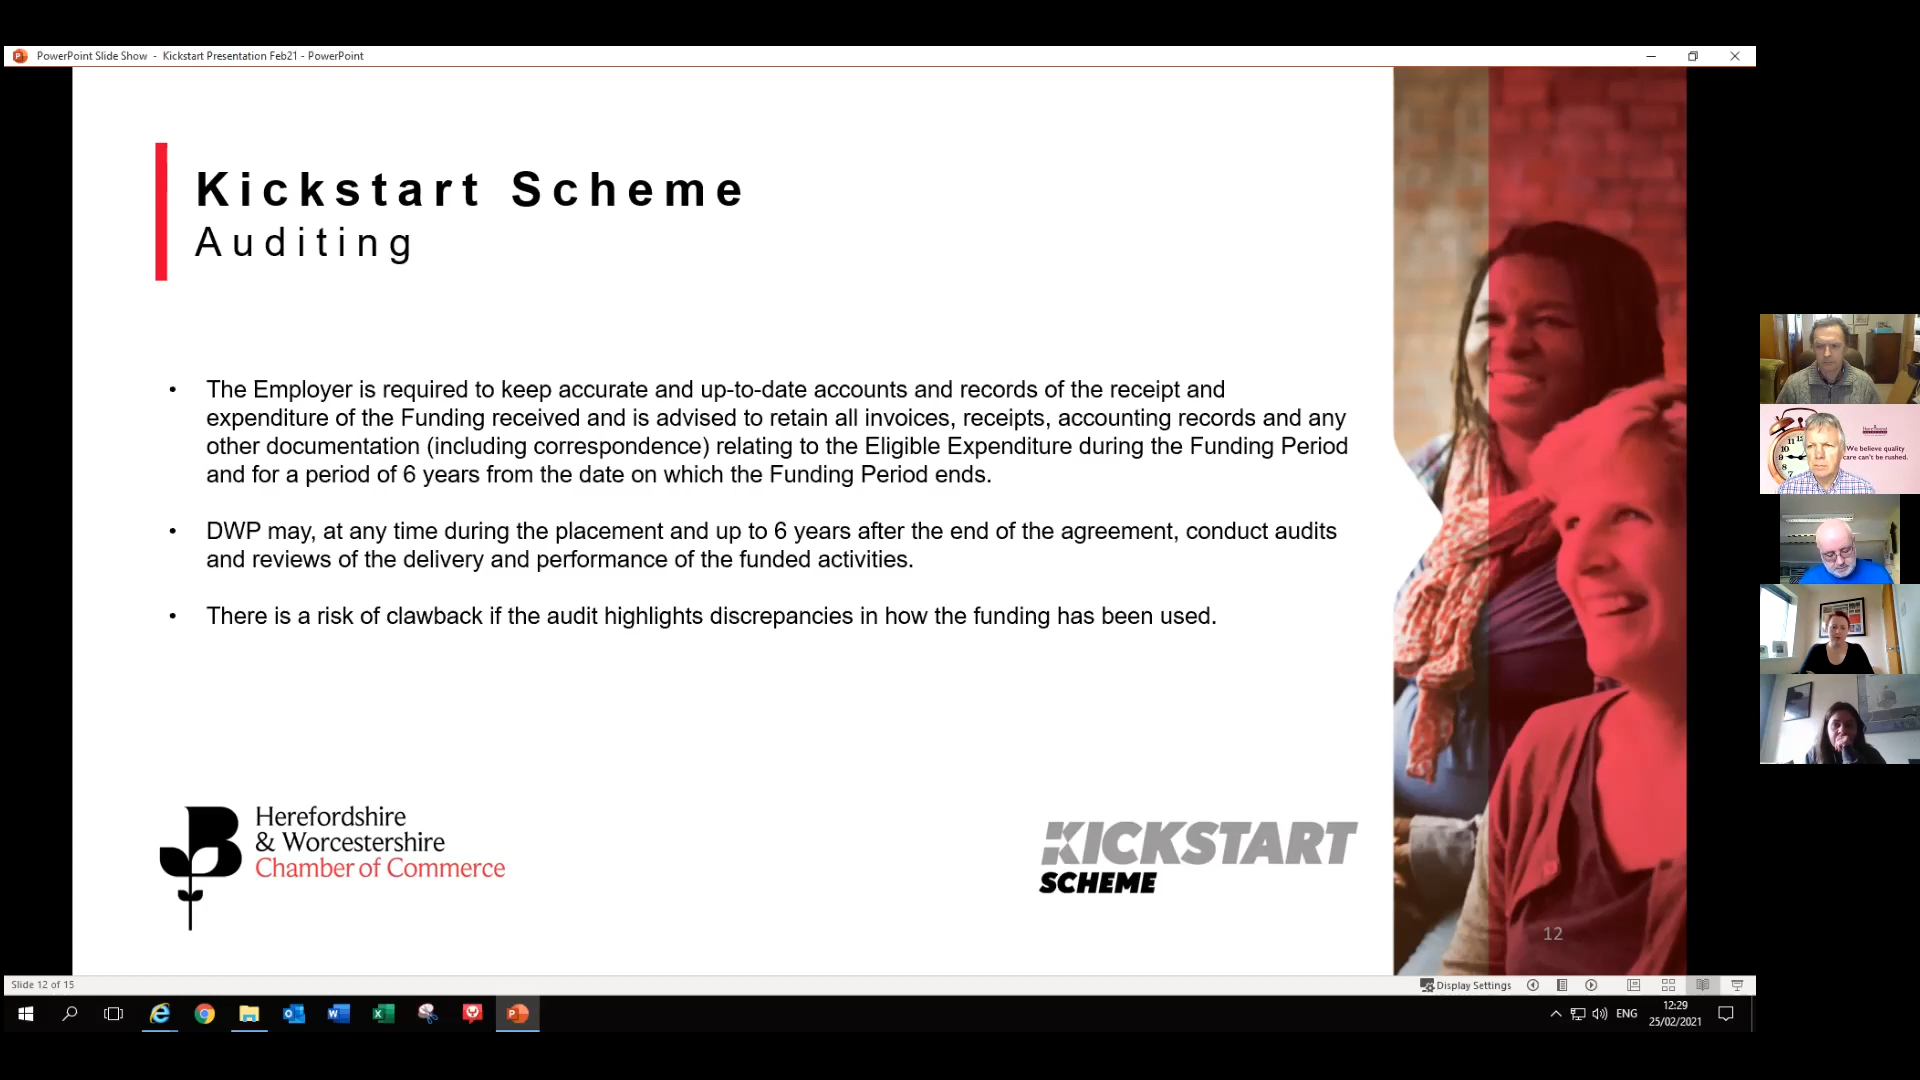 PowerPoint Slide Show - Kickstart Presentation Feb21 - PowerPoint
Kickstart Scheme
Auditing
• The Employer is required to keep accurate and up-to-date accounts and records of the receipt and
expenditure of the Funding received and is advised to retain all invoices, receipts, accounting records and any
other documentation (including correspondence) relating to the Eligible Expenditure during the Funding Period
and for a period of 6 years from the date on which the Funding Period ends.
• DWP may, at any time during the placement and up to 6 years after the end of the agreement, conduct audits
and reviews of the delivery and performance of the funded activities.
• There is a risk of clawback if the audit highlights discrepancies in how the funding has been used.
Herefordshire
& Worcestershire
Chamber of Commerce
KICKSTART
SCHEME
12
We believe quality
care can't be rushed.
Slide 12 of 15
Display Settings
ENG
12:29
25/02/2021